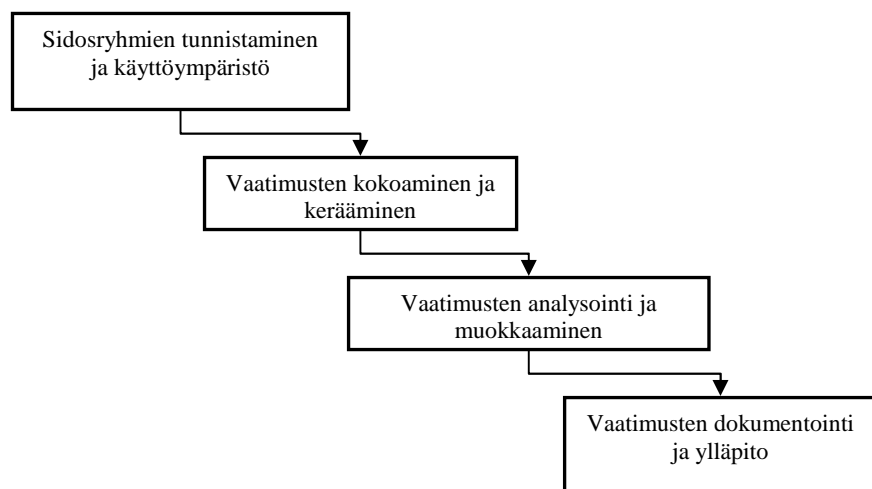 Sidosryhmien tunnistaminen
ja käyttöympäristö
Vaatimusten kokoaminen ja
kerääminen
Vaatimusten analysointi ja
muokkaaminen
Vaatimusten dokumentointi
ja ylläpito